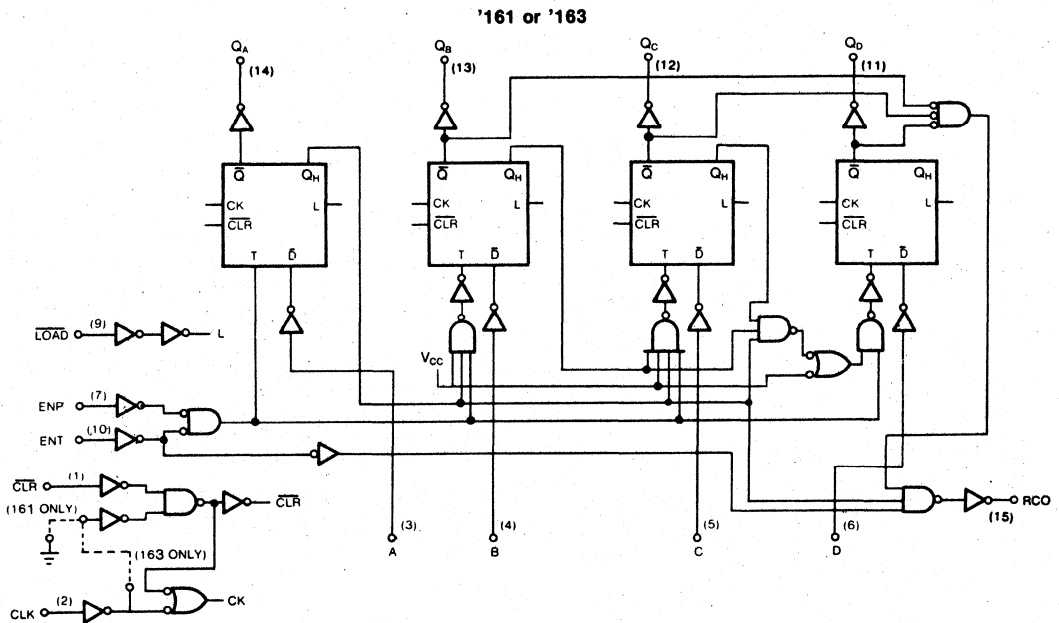 '161 or '163
QA QB QC QD
(14) (13) (12) (11)
Q̅ QH Q̅ QH Q̅ QH Q̅ QH
CK L CK L CK L CK L
C̅L̅R̅ C̅L̅R̅ C̅L̅R̅ C̅L̅R̅
T D̅ T D̅ T D̅ T D̅
L̅O̅A̅D̅ (9) L
VCC
ENP (7)
ENT (10)
C̅L̅R̅ (1) C̅L̅R̅
(161 ONLY)
(163 ONLY)
(3) (4) (5) (6)
A B C D
RCO
(15)
CLK (2) CK